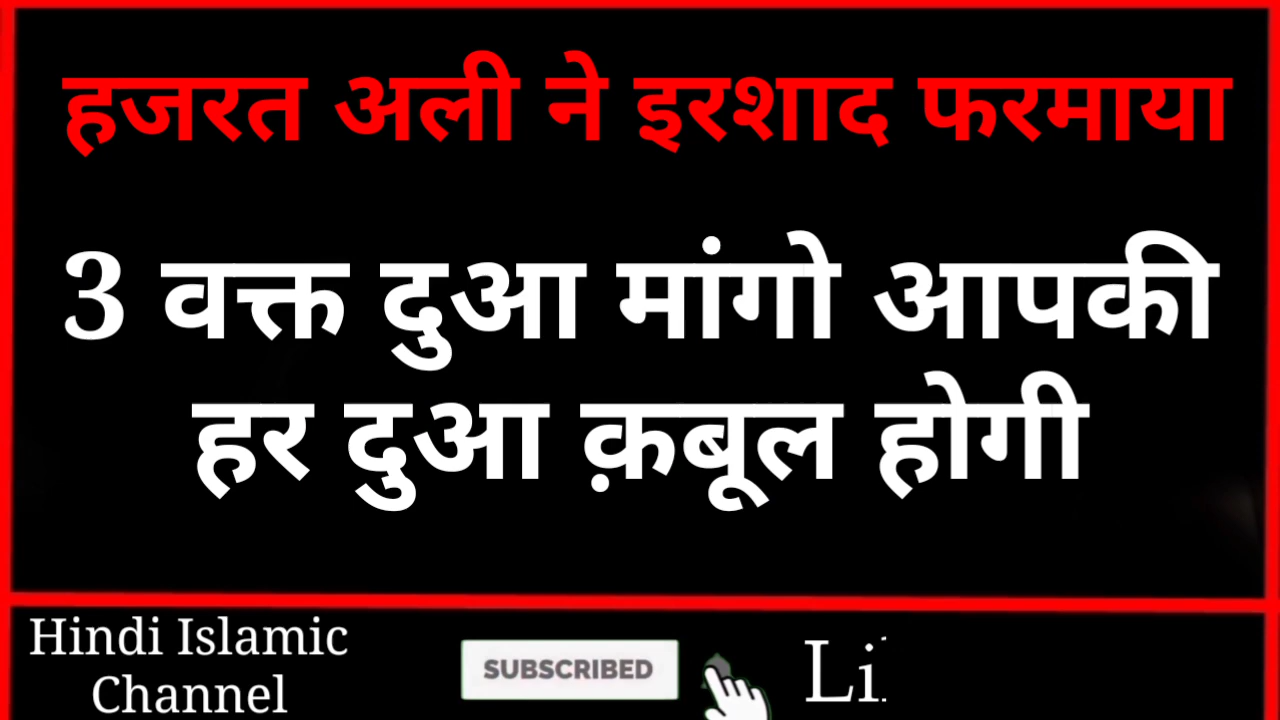 हजरत अली ने इरशाद फरमाया
3 वक्त दुआ मांगो आपकी
हर दुआ क़बूल होगी
Hindi Islamic
Channel
SUBSCRIBED